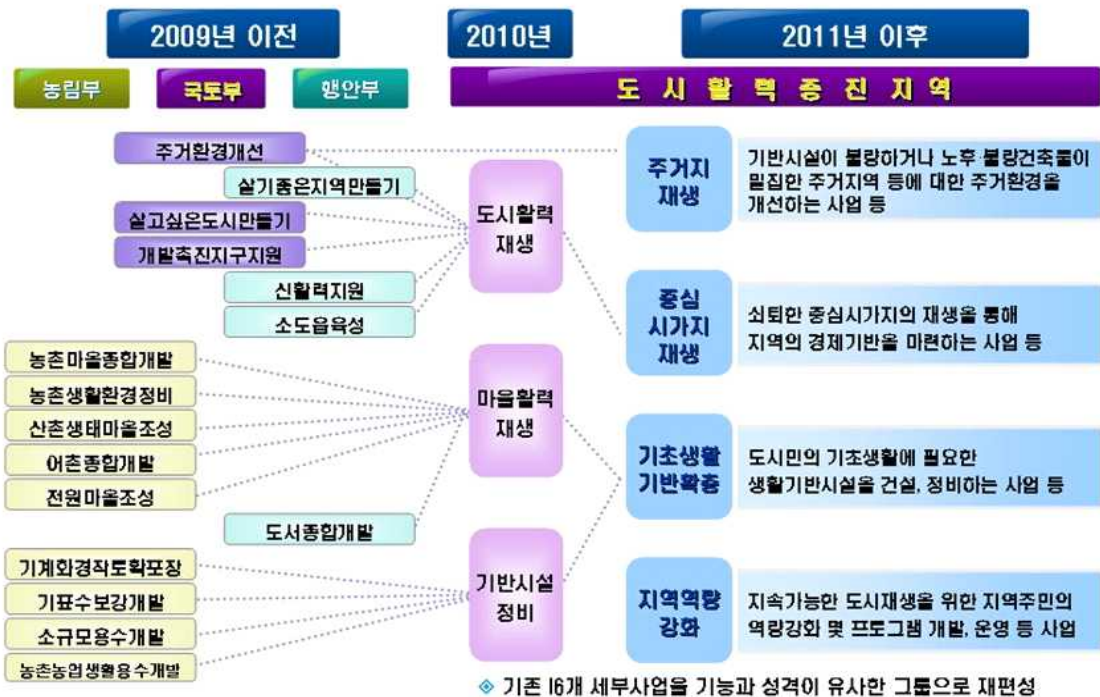 2009년 이전
2010년
2011년 이후
농림부
국토부
행안부
도시활력증진지역
주거환경개선
살기좋은지역만들기
살고싶은도시만들기
개발촉진지구지원
신활력지원
소도읍육성
농촌마을종합개발
농촌생활환경정비
산촌생태마을조성
어촌종합개발
전원마을조성
도서종합개발
기계화경작로확포장
기표수보강개발
소규모용수개발
농촌농업생활용수개발
도시활력
재생
마을활력
재생
기반시설
정비
주거지
재생
기반시설이 불량하거나 노후·불량건축물이
밀집한 주거지역 등에 대한 주거환경을
개선하는 사업 등
중심
시가지
재생
쇠퇴한 중심시가지의 재생을 통해
지역의 경제기반을 마련하는 사업 등
기초생활
기반확충
도시민의 기초생활에 필요한
생활기반시설을 건설, 정비하는 사업 등
지역역량
강화
지속가능한 도시재생을 위한 지역주민의
역량강화 및 프로그램 개발, 운영 등 사업
◈ 기존 16개 세부사업을 기능과 성격이 유사한 그룹으로 재편성